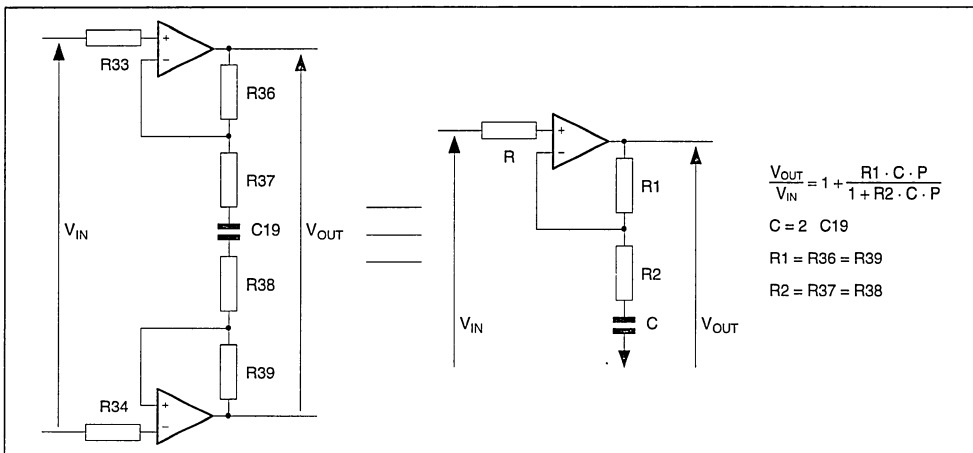 +
−
R33
R36
R37
C19
R38
R39
R34
+
−
VIN
VOUT
+
−
R
R1
R2
C
VIN
VOUT
VOUT/VIN = 1 + R1 · C · P / 1 + R2 · C · P
C = 2 C19
R1 = R36 = R39
R2 = R37 = R38